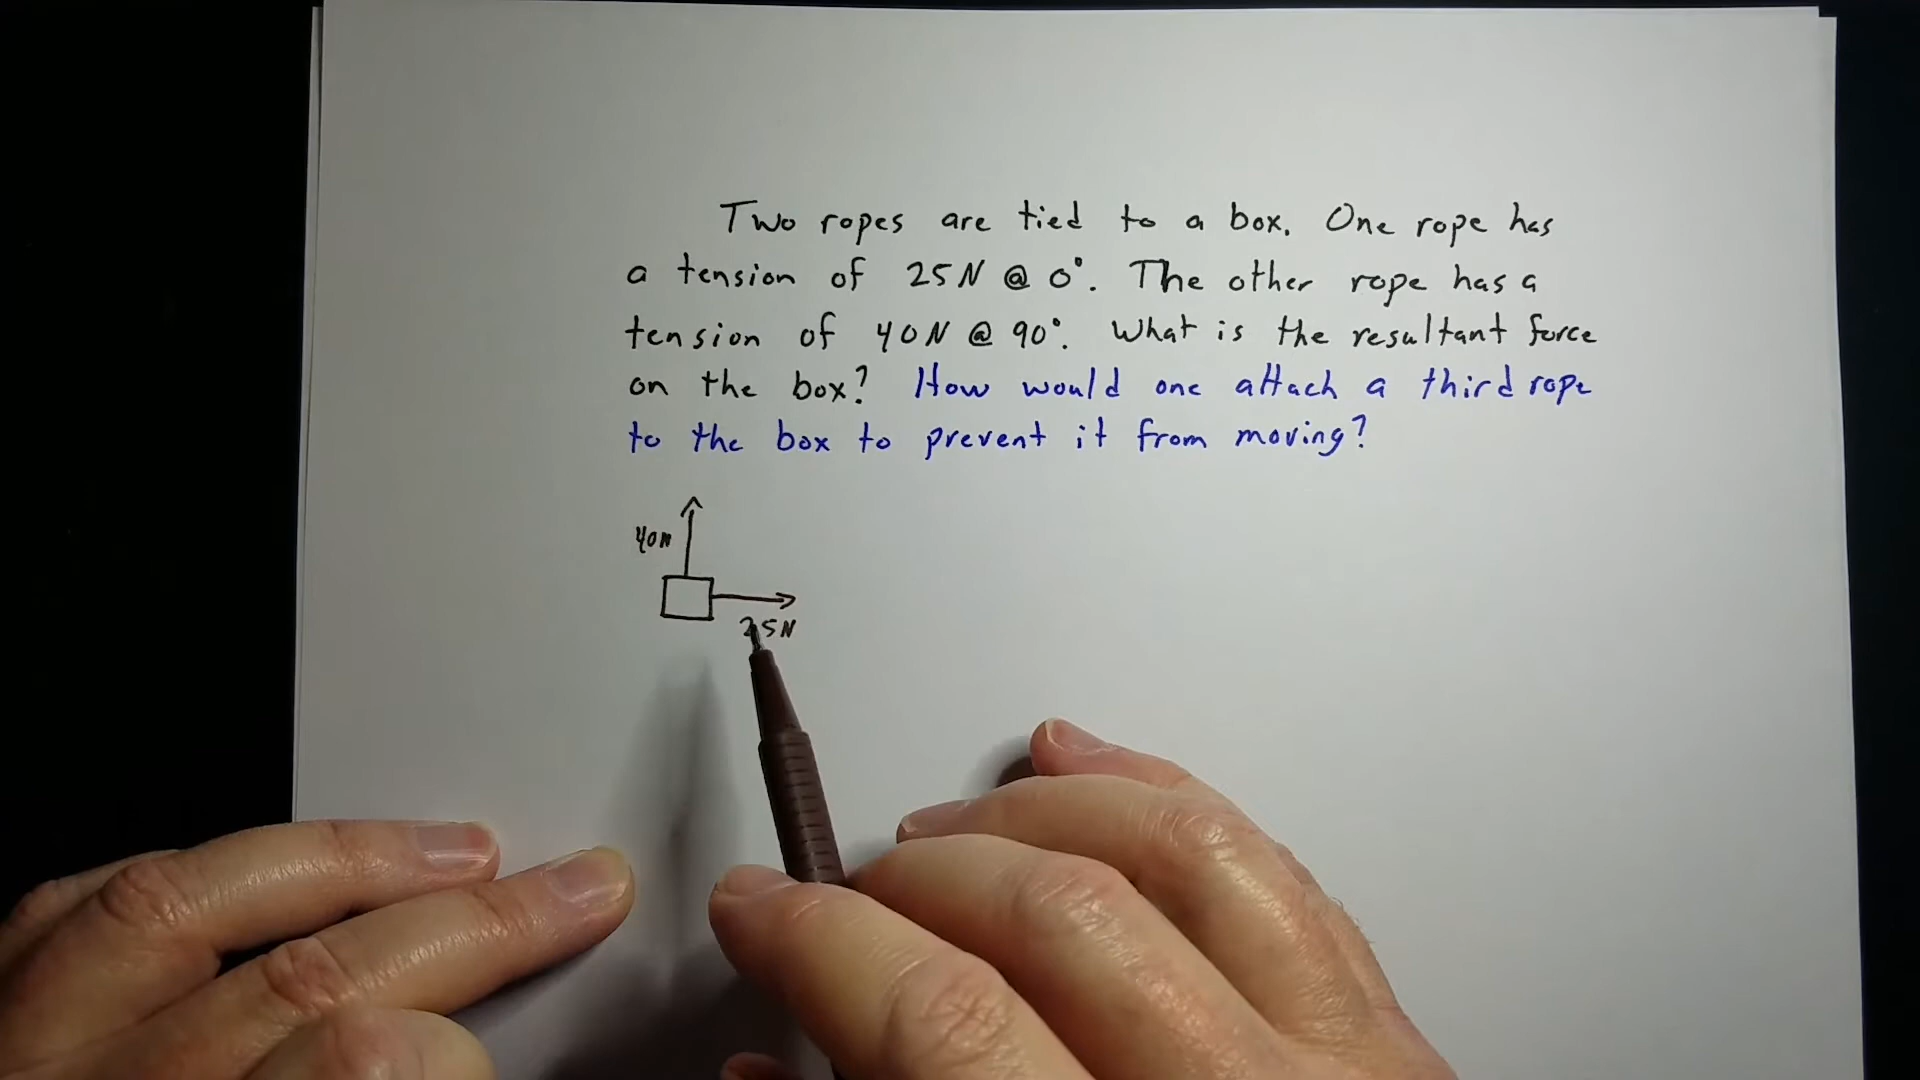 Two ropes are tied to a box. One rope has
a tension of 25N @ 0°. The other rope has a
tension of 40N @ 90°. What is the resultant force
on the box? How would one attach a third rope
to the box to prevent it from moving?
40N
25N